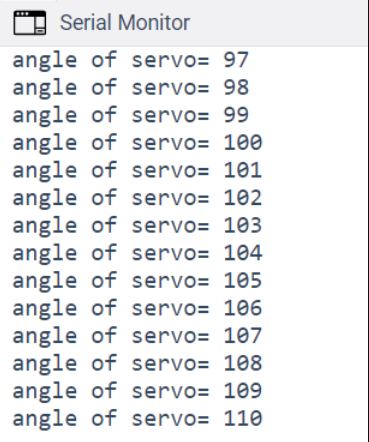 Serial Monitor
angle of servo= 97
angle of servo= 98
angle of servo= 99
angle of servo= 100
angle of servo= 101
angle of servo= 102
angle of servo= 103
angle of servo= 104
angle of servo= 105
angle of servo= 106
angle of servo= 107
angle of servo= 108
angle of servo= 109
angle of servo= 110